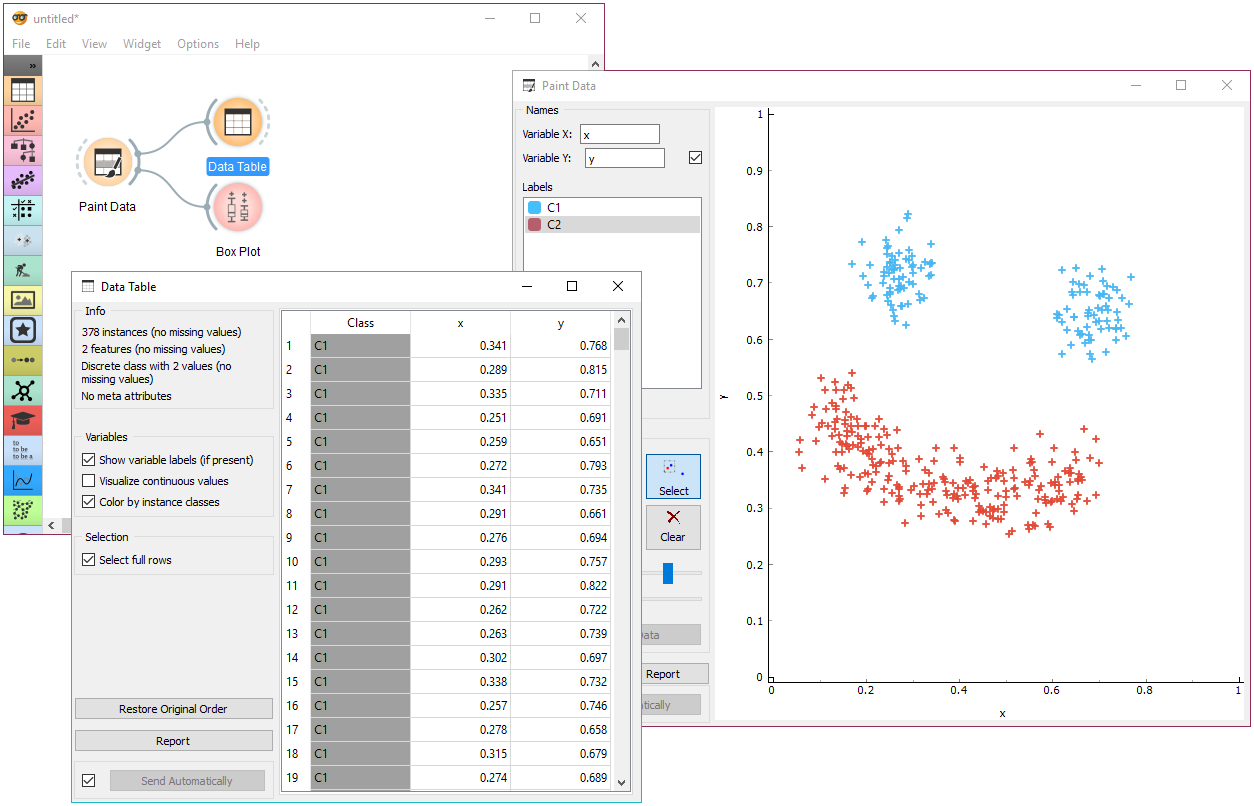 untitled*
File Edit View Widget Options Help
»
Data Table
Paint Data
Box Plot
to
to be
to be a
Paint Data
Names
Variable X: x
Variable Y: y
Labels
C1
C2
Select
Clear
ata
Report
tically
1
0.9
0.8
0.7
0.6
0.5
0.4
0.3
0.2
0.1
0
y
0 0.2 0.4 0.6 0.8 1
x
Data Table
Info
378 instances (no missing values)
2 features (no missing values)
Discrete class with 2 values (no
missing values)
No meta attributes
Variables
Show variable labels (if present)
Visualize continuous values
Color by instance classes
Selection
Select full rows
Restore Original Order
Report
Send Automatically
Class x y
1 C1 0.341 0.768
2 C1 0.289 0.815
3 C1 0.335 0.711
4 C1 0.251 0.691
5 C1 0.259 0.651
6 C1 0.272 0.793
7 C1 0.341 0.735
8 C1 0.291 0.661
9 C1 0.276 0.694
10 C1 0.293 0.757
11 C1 0.291 0.822
12 C1 0.262 0.722
13 C1 0.263 0.739
14 C1 0.302 0.697
15 C1 0.338 0.732
16 C1 0.257 0.746
17 C1 0.278 0.658
18 C1 0.315 0.679
19 C1 0.274 0.689